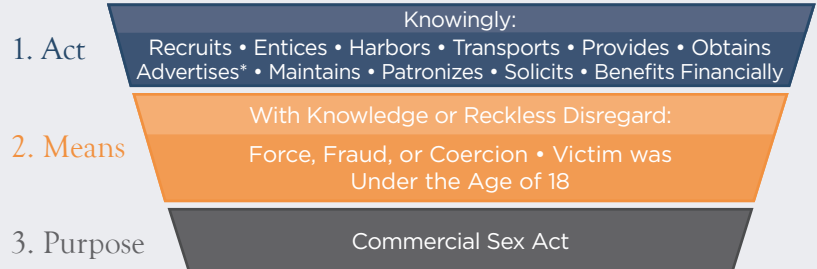 1. Act
Knowingly:
Recruits • Entices • Harbors • Transports • Provides • Obtains
Advertises* • Maintains • Patronizes • Solicits • Benefits Financially
2. Means
With Knowledge or Reckless Disregard:
Force, Fraud, or Coercion • Victim was
Under the Age of 18
3. Purpose
Commercial Sex Act